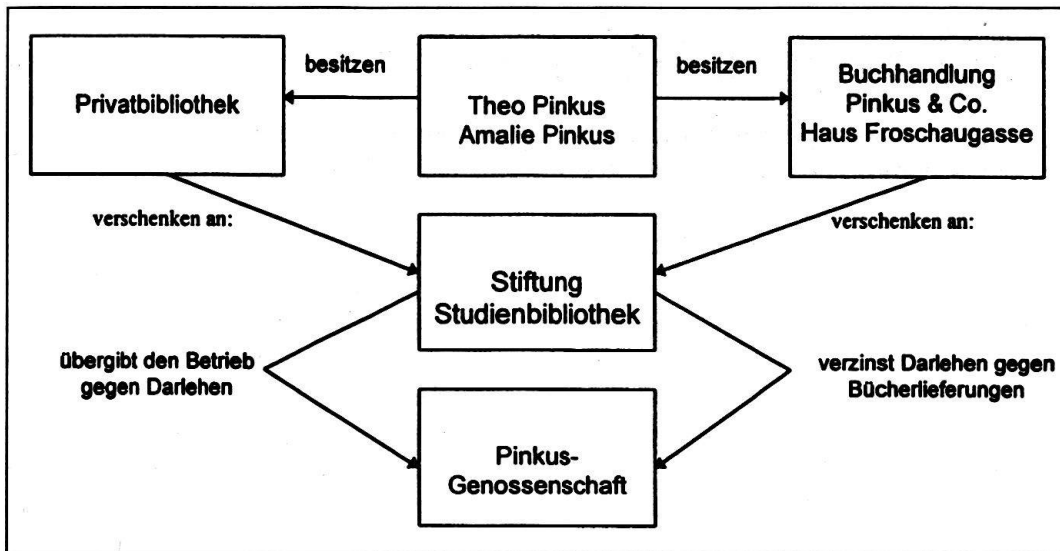 besitzen
besitzen
Privatbibliothek
Theo Pinkus
Amalie Pinkus
Buchhandlung
Pinkus & Co.
Haus Froschaugasse
verschenken an:
verschenken an:
Stiftung
Studienbibliothek
übergibt den Betrieb
gegen Darlehen
verzinst Darlehen gegen
Bücherlieferungen
Pinkus-
Genossenschaft